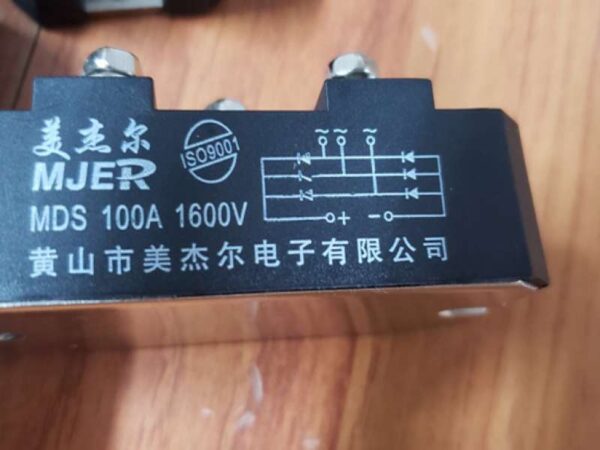 美杰尔
MJER
ISO9001
MDS 100A 1600V
~ ~ ~
+ -
黄山市美杰尔电子有限公司